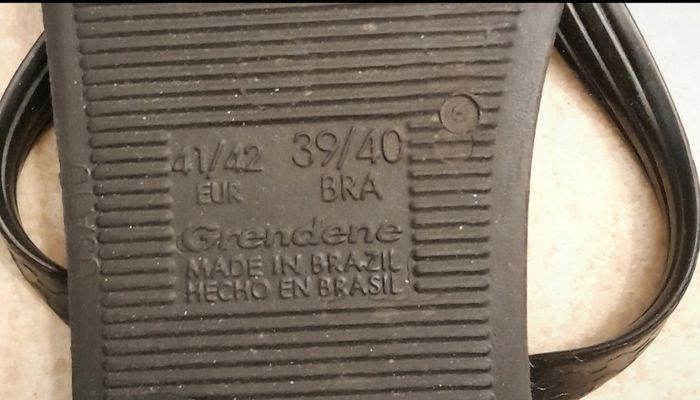 41/42 39/40
EUR BRA
Grendene
MADE IN BRAZIL
HECHO EN BRASIL